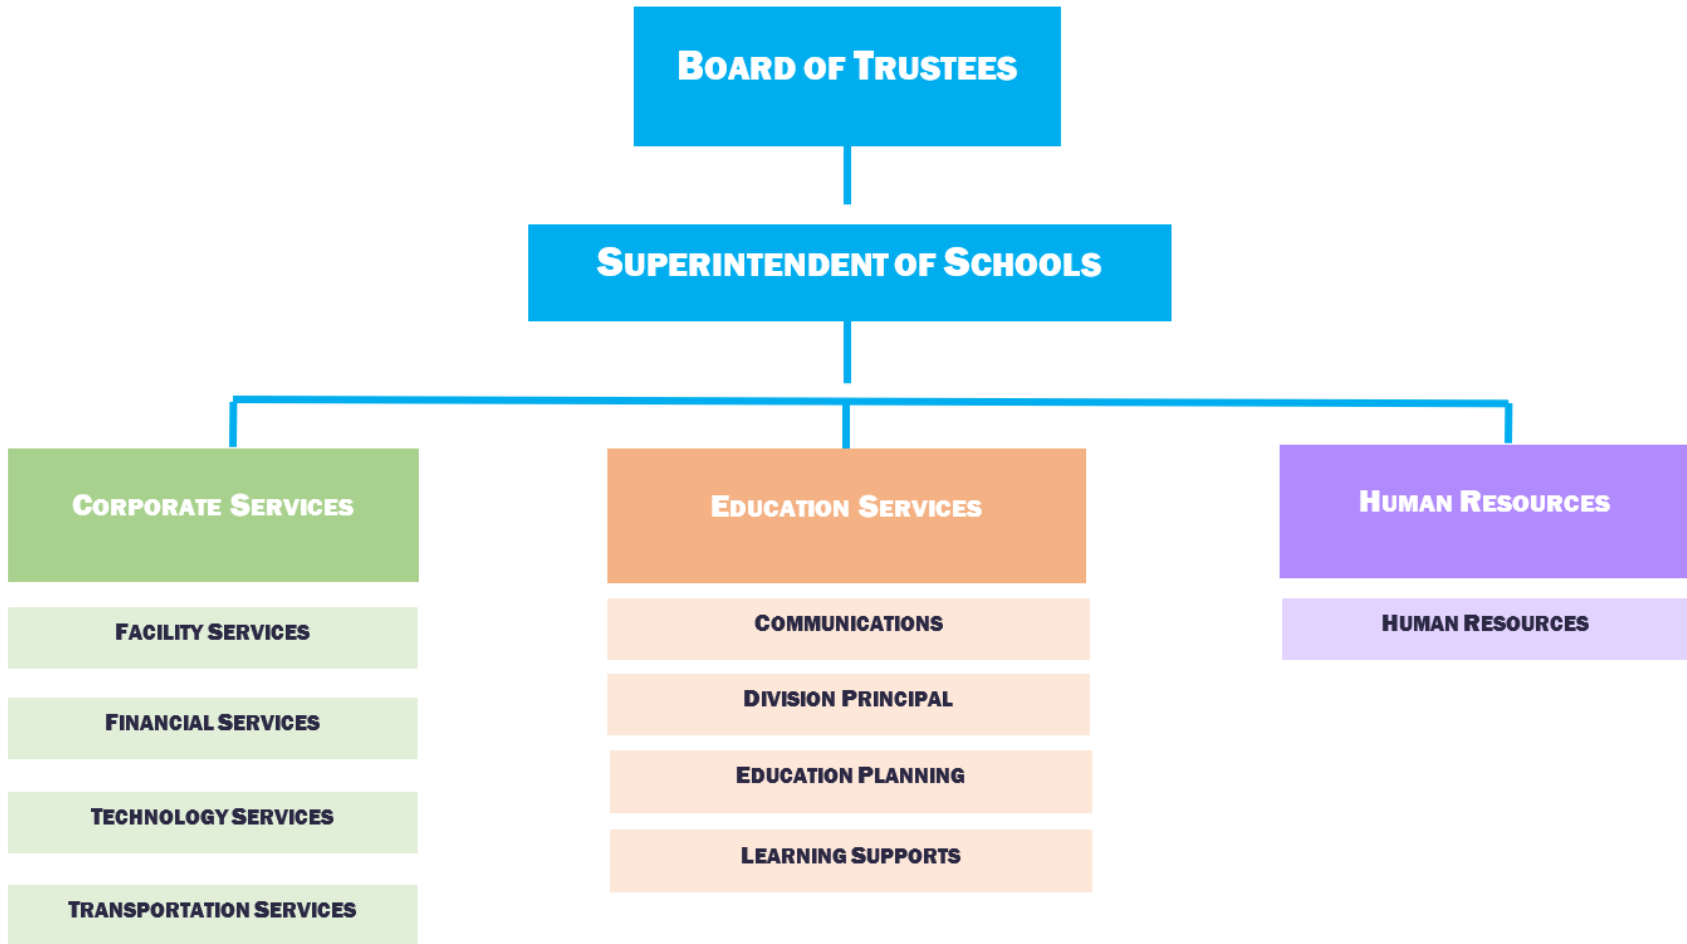 BOARD OF TRUSTEES
SUPERINTENDENT OF SCHOOLS
CORPORATE SERVICES
EDUCATION SERVICES
HUMAN RESOURCES
FACILITY SERVICES
FINANCIAL SERVICES
TECHNOLOGY SERVICES
TRANSPORTATION SERVICES
COMMUNICATIONS
DIVISION PRINCIPAL
EDUCATION PLANNING
LEARNING SUPPORTS
HUMAN RESOURCES